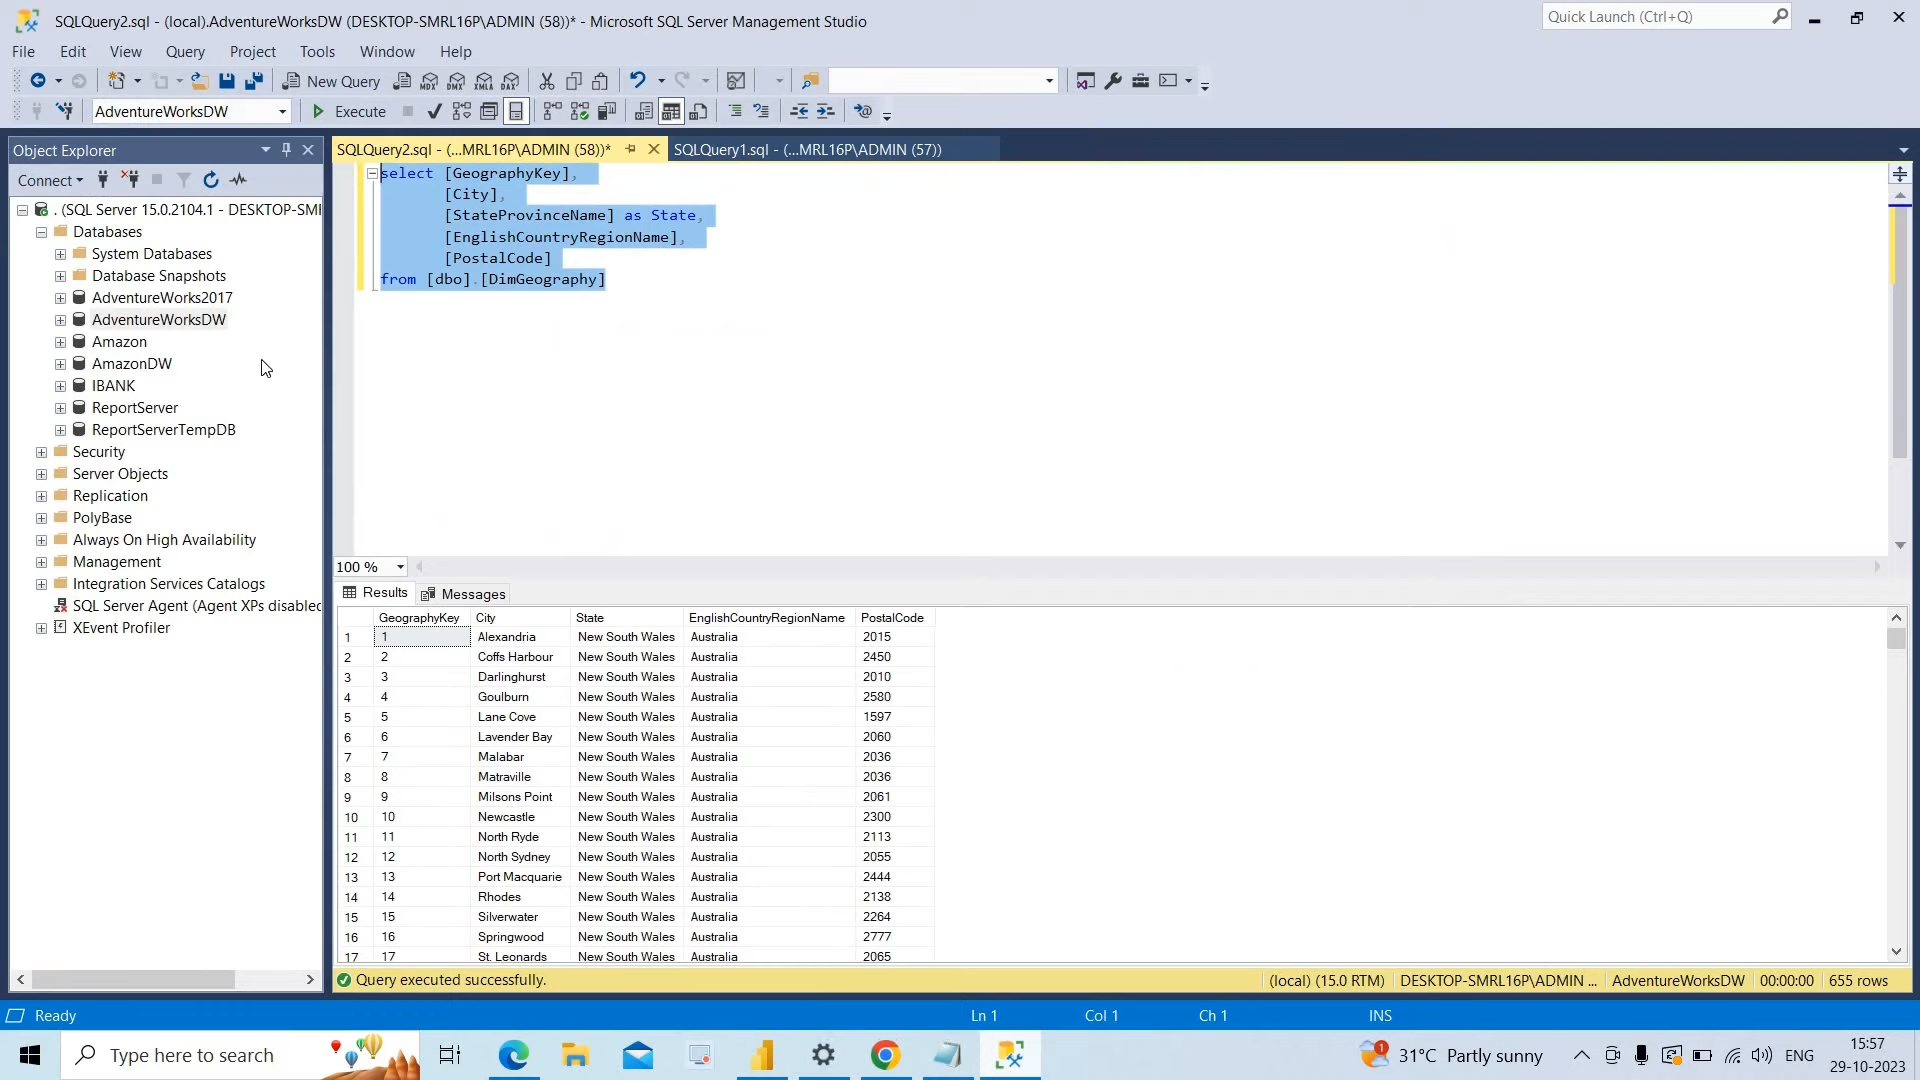 SQLQuery2.sql - (local).AdventureWorksDW (DESKTOP-SMRL16P\ADMIN (58))* - Microsoft SQL Server Management Studio
Quick Launch (Ctrl+Q)
File Edit View Query Project Tools Window Help
New Query
MDX DMX XMLA DAX
AdventureWorksDW
Execute
Object Explorer
SQLQuery2.sql - (...MRL16P\ADMIN (58))*
SQLQuery1.sql - (...MRL16P\ADMIN (57))
Connect
. (SQL Server 15.0.2104.1 - DESKTOP-SMI
Databases
System Databases
Database Snapshots
AdventureWorks2017
AdventureWorksDW
Amazon
AmazonDW
IBANK
ReportServer
ReportServerTempDB
Security
Server Objects
Replication
PolyBase
Always On High Availability
Management
Integration Services Catalogs
SQL Server Agent (Agent XPs disabled
XEvent Profiler
select [GeographyKey],
[City],
[StateProvinceName] as State,
[EnglishCountryRegionName],
[PostalCode]
from [dbo].[DimGeography]
100 %
Results Messages
GeographyKey City State EnglishCountryRegionName PostalCode
1 1 Alexandria New South Wales Australia 2015
2 2 Coffs Harbour New South Wales Australia 2450
3 3 Darlinghurst New South Wales Australia 2010
4 4 Goulburn New South Wales Australia 2580
5 5 Lane Cove New South Wales Australia 1597
6 6 Lavender Bay New South Wales Australia 2060
7 7 Malabar New South Wales Australia 2036
8 8 Matraville New South Wales Australia 2036
9 9 Milsons Point New South Wales Australia 2061
10 10 Newcastle New South Wales Australia 2300
11 11 North Ryde New South Wales Australia 2113
12 12 North Sydney New South Wales Australia 2055
13 13 Port Macquarie New South Wales Australia 2444
14 14 Rhodes New South Wales Australia 2138
15 15 Silverwater New South Wales Australia 2264
16 16 Springwood New South Wales Australia 2777
17 17 St. Leonards New South Wales Australia 2065
Query executed successfully.
(local) (15.0 RTM) DESKTOP-SMRL16P\ADMIN ... AdventureWorksDW 00:00:00 655 rows
Ready Ln 1 Col 1 Ch 1 INS
Type here to search
1
31°C Partly sunny
ENG
15:57
29-10-2023